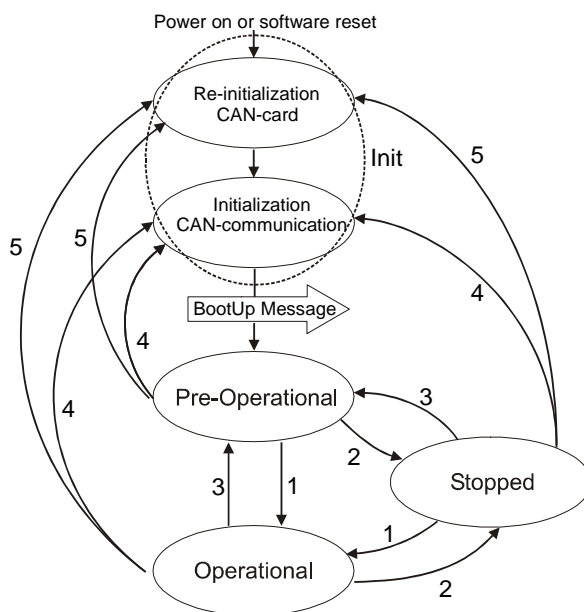 Power on or software reset
Re-initialization
CAN-card
5
5
Init
Initialization
CAN-communication
5
5
4
BootUp Message
4
4
Pre-Operational
3
2
3
1
Stopped
1
Operational
2